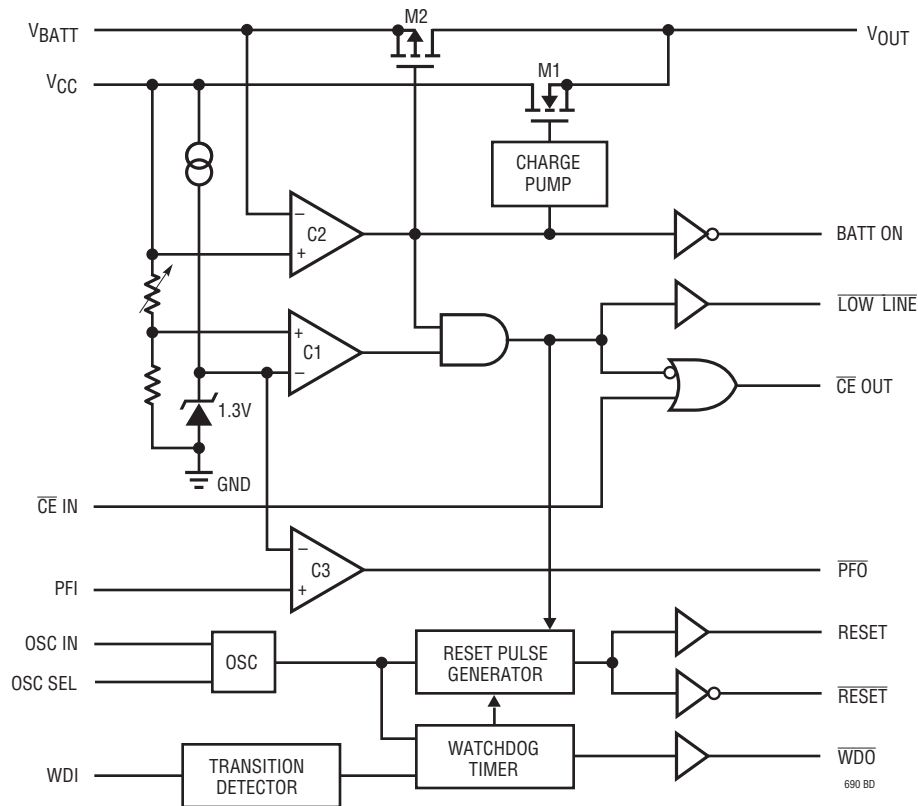 M2
VBATT
VOUT
M1
VCC
CHARGE
PUMP
−
C2
+
BATT ON
LOW LINE
+
C1
−
CE OUT
1.3V
GND
CE IN
−
C3
+
PFI
PFO
OSC IN
OSC
OSC SEL
RESET PULSE
GENERATOR
RESET
RESET
WDI
TRANSITION
DETECTOR
WATCHDOG
TIMER
WDO
690 BD